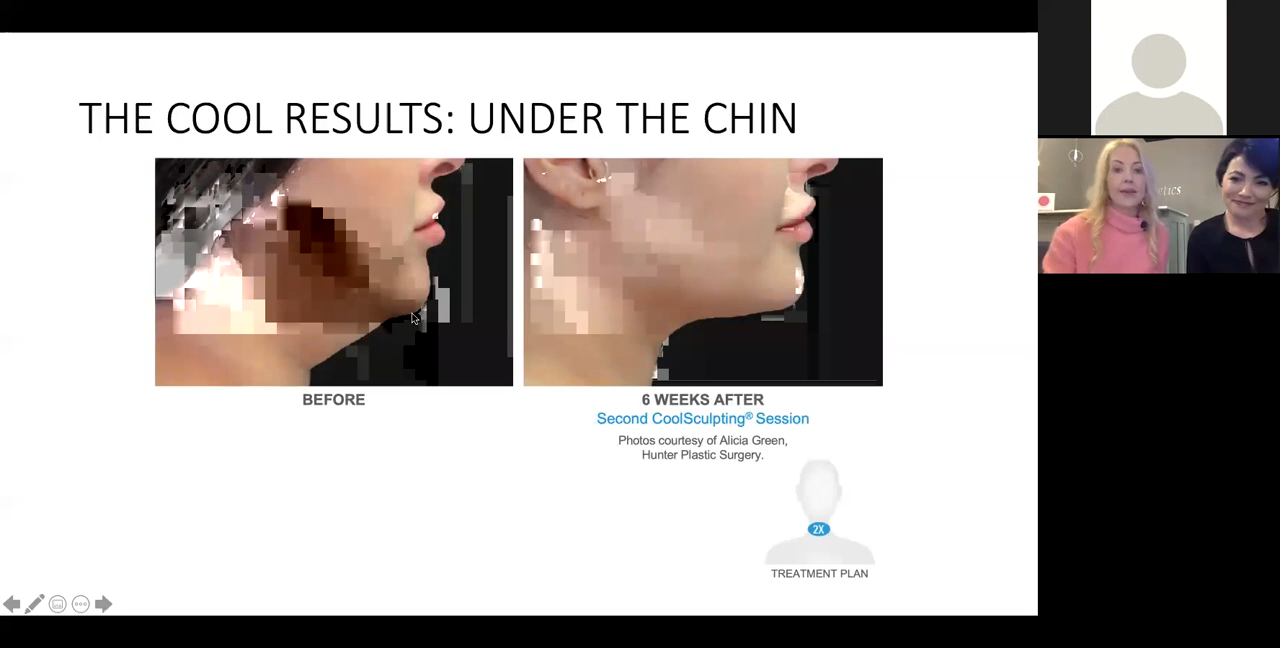 THE COOL RESULTS: UNDER THE CHIN
BEFORE
6 WEEKS AFTER
Second CoolSculpting® Session
Photos courtesy of Alicia Green,
Hunter Plastic Surgery.
2X
TREATMENT PLAN